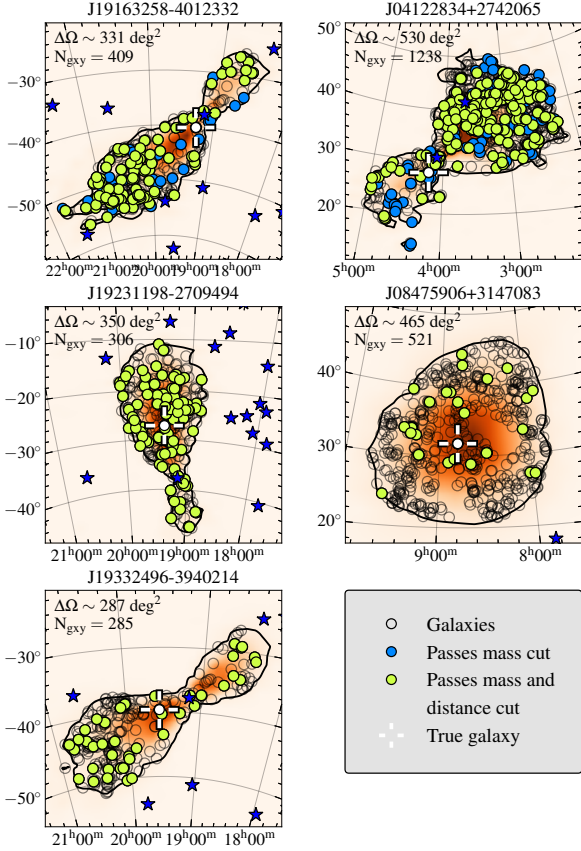 J19163258-4012332
ΔΩ ~ 331 deg²
N_gxy = 409
−30°
−40°
−50°
22ʰ00ᵐ 21ʰ00ᵐ 20ʰ00ᵐ 19ʰ00ᵐ 18ʰ00ᵐ
J04122834+2742065
ΔΩ ~ 530 deg²
N_gxy = 1238
50°
40°
30°
20°
5ʰ00ᵐ 4ʰ00ᵐ 3ʰ00ᵐ
J19231198-2709494
ΔΩ ~ 350 deg²
N_gxy = 306
−10°
−20°
−30°
−40°
21ʰ00ᵐ 20ʰ00ᵐ 19ʰ00ᵐ 18ʰ00ᵐ
J08475906+3147083
ΔΩ ~ 465 deg²
N_gxy = 521
40°
30°
20°
9ʰ00ᵐ 8ʰ00ᵐ
J19332496-3940214
ΔΩ ~ 287 deg²
N_gxy = 285
−30°
−40°
−50°
21ʰ00ᵐ 20ʰ00ᵐ 19ʰ00ᵐ 18ʰ00ᵐ
Galaxies
Passes mass cut
Passes mass and
distance cut
True galaxy